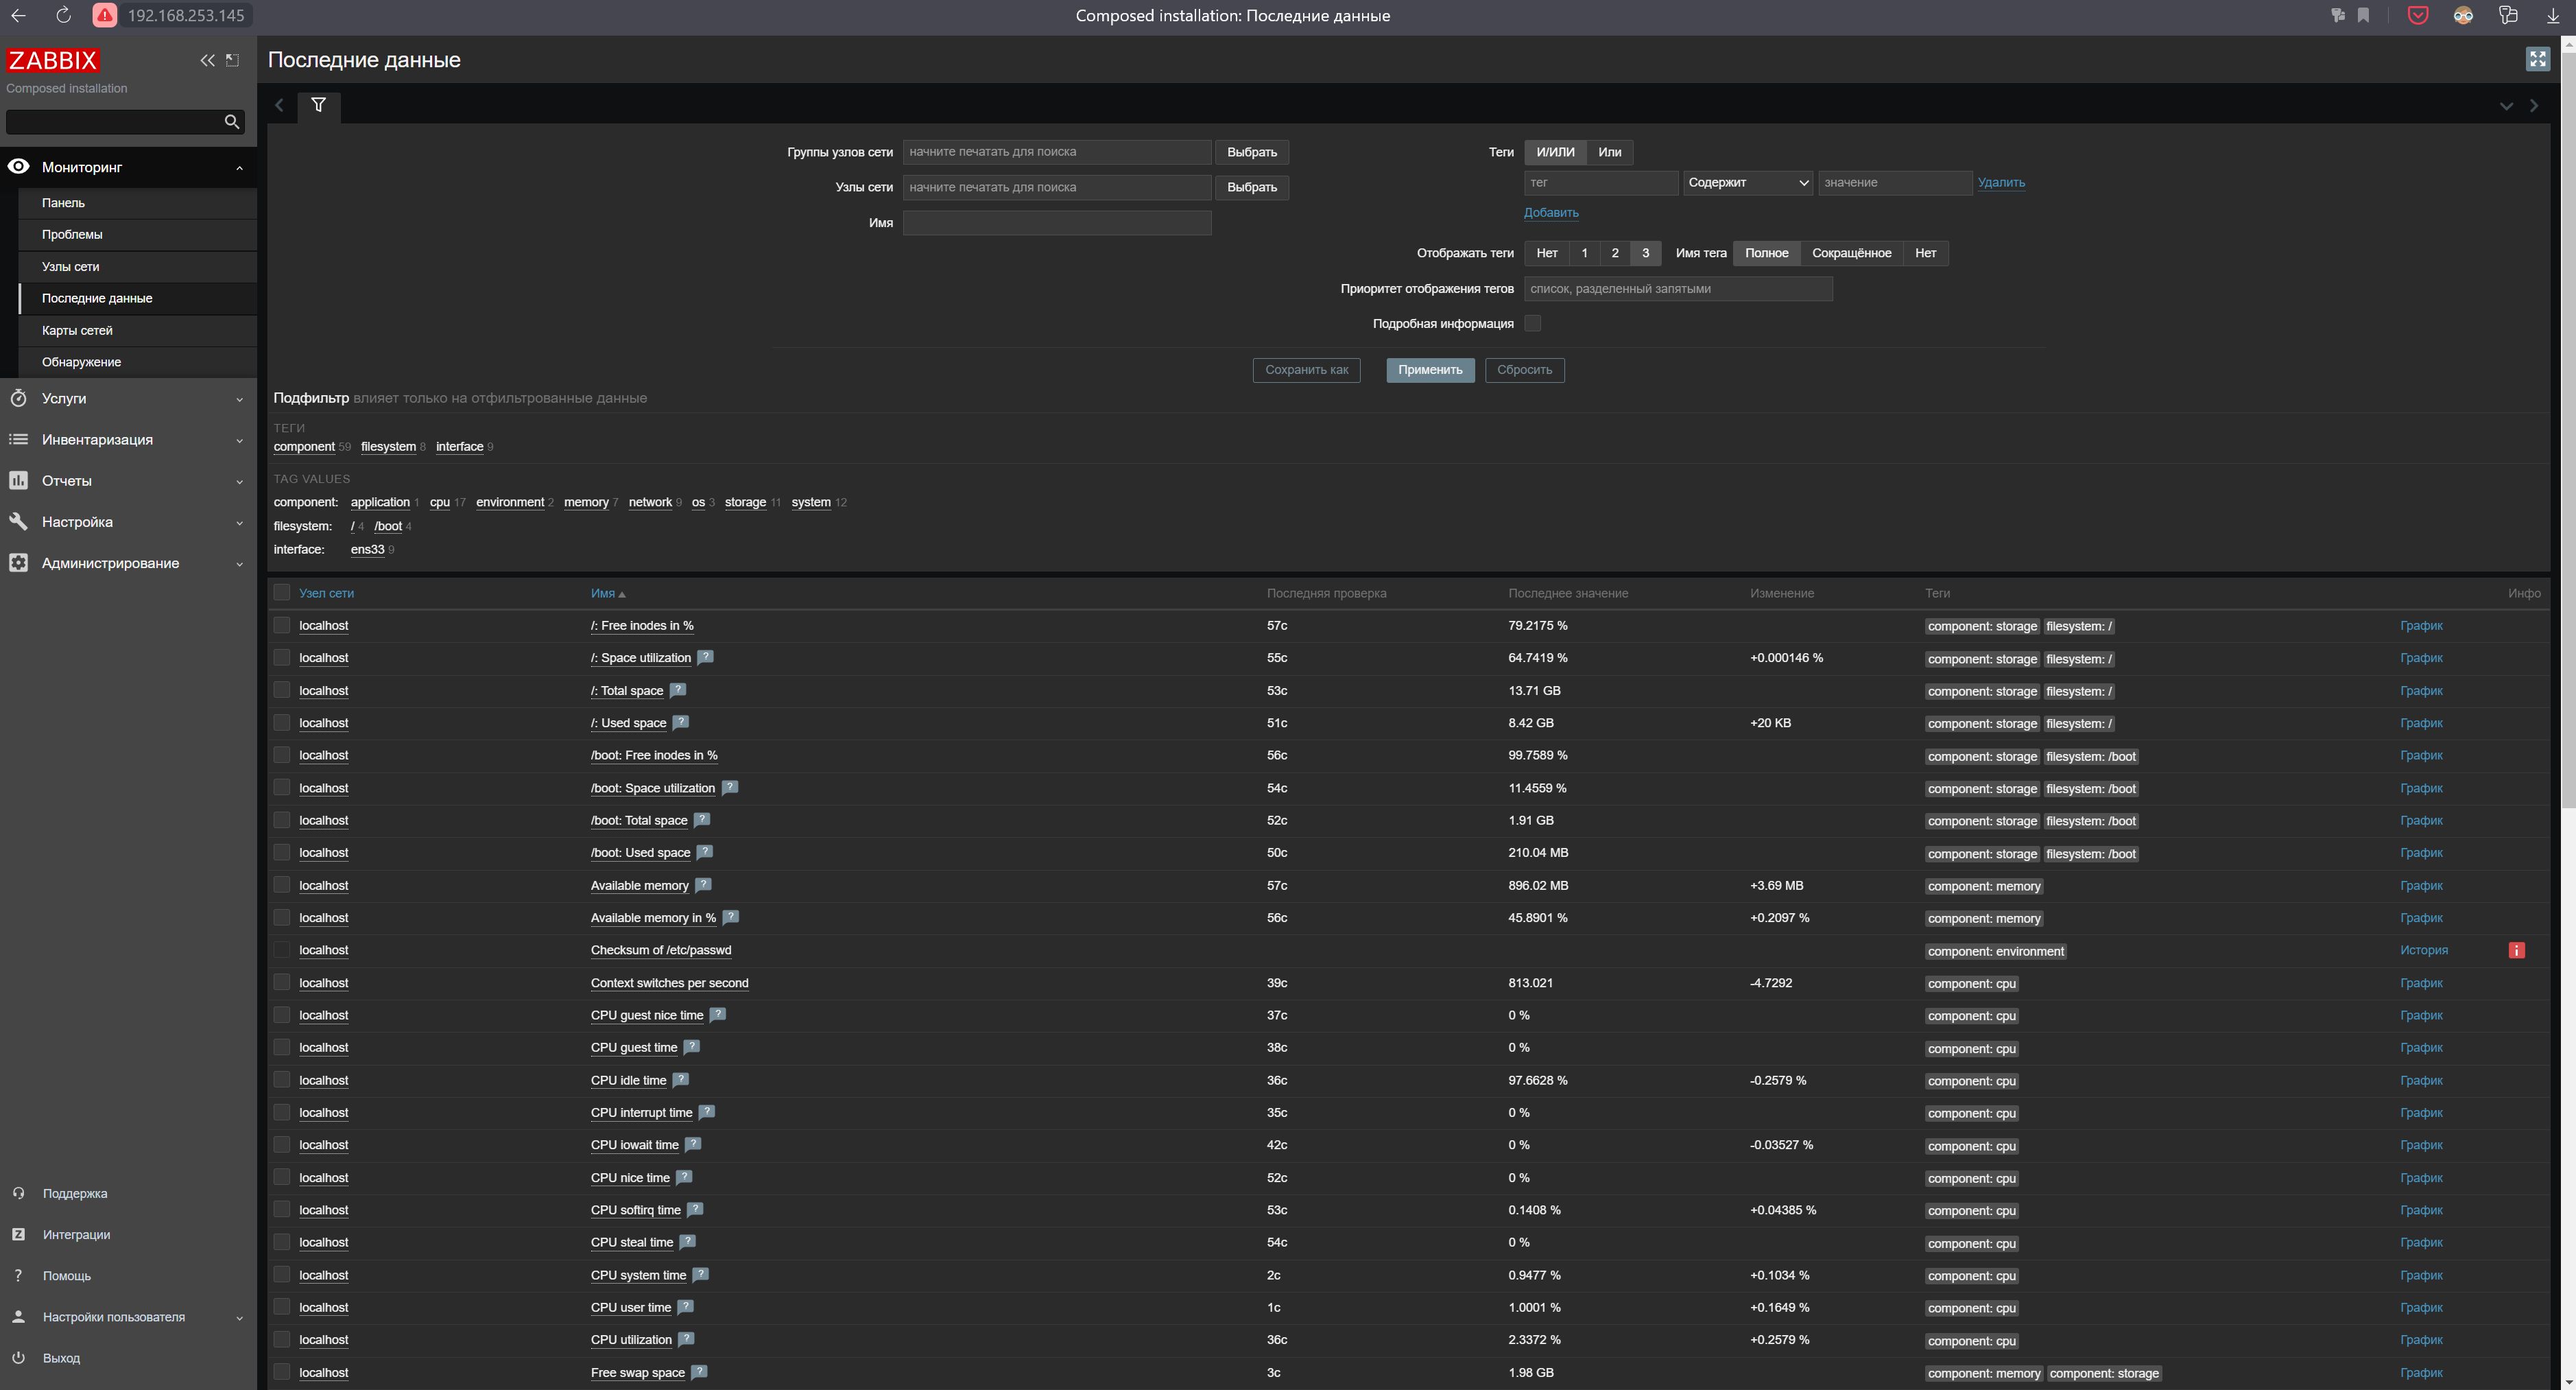 192.168.253.145 Composed installation: Последние данные
ZABBIX
Composed installation
Мониторинг
Панель
Проблемы
Узлы сети
Последние данные
Карты сетей
Обнаружение
Услуги
Инвентаризация
Отчеты
Настройка
Администрирование
Поддержка
Интеграции
Помощь
Настройки пользователя
Выход
Последние данные
Группы узлов сети начните печатать для поиска Выбрать
Узлы сети начните печатать для поиска Выбрать
Имя
Теги И/ИЛИ Или
тег Содержит значение Удалить
Добавить
Отображать теги Нет 1 2 3 Имя тега Полное Сокращённое Нет
Приоритет отображения тегов список, разделенный запятыми
Подробная информация
Сохранить как Применить Сбросить
Подфильтр влияет только на отфильтрованные данные
ТЕГИ
component 59 filesystem 8 interface 9
TAG VALUES
component: application 1 cpu 17 environment 2 memory 7 network 9 os 3 storage 11 system 12
filesystem: / 4 /boot 4
interface: ens33 9
Узел сети Имя Последняя проверка Последнее значение Изменение Теги Инфо
localhost /: Free inodes in % 57с 79.2175 % component: storage filesystem: / График
localhost /: Space utilization ? 55с 64.7419 % +0.000146 % component: storage filesystem: / График
localhost /: Total space ? 53с 13.71 GB component: storage filesystem: / График
localhost /: Used space ? 51с 8.42 GB +20 KB component: storage filesystem: / График
localhost /boot: Free inodes in % 56с 99.7589 % component: storage filesystem: /boot График
localhost /boot: Space utilization ? 54с 11.4559 % component: storage filesystem: /boot График
localhost /boot: Total space ? 52с 1.91 GB component: storage filesystem: /boot График
localhost /boot: Used space ? 50с 210.04 MB component: storage filesystem: /boot График
localhost Available memory ? 57с 896.02 MB +3.69 MB component: memory График
localhost Available memory in % ? 56с 45.8901 % +0.2097 % component: memory График
localhost Checksum of /etc/passwd component: environment История i
localhost Context switches per second 39с 813.021 -4.7292 component: cpu График
localhost CPU guest nice time ? 37с 0 % component: cpu График
localhost CPU guest time ? 38с 0 % component: cpu График
localhost CPU idle time ? 36с 97.6628 % -0.2579 % component: cpu График
localhost CPU interrupt time ? 35с 0 % component: cpu График
localhost CPU iowait time ? 42с 0 % -0.03527 % component: cpu График
localhost CPU nice time ? 52с 0 % component: cpu График
localhost CPU softirq time ? 53с 0.1408 % +0.04385 % component: cpu График
localhost CPU steal time ? 54с 0 % component: cpu График
localhost CPU system time ? 2с 0.9477 % +0.1034 % component: cpu График
localhost CPU user time ? 1с 1.0001 % +0.1649 % component: cpu График
localhost CPU utilization ? 36с 2.3372 % +0.2579 % component: cpu График
localhost Free swap space ? 3с 1.98 GB component: memory component: storage График